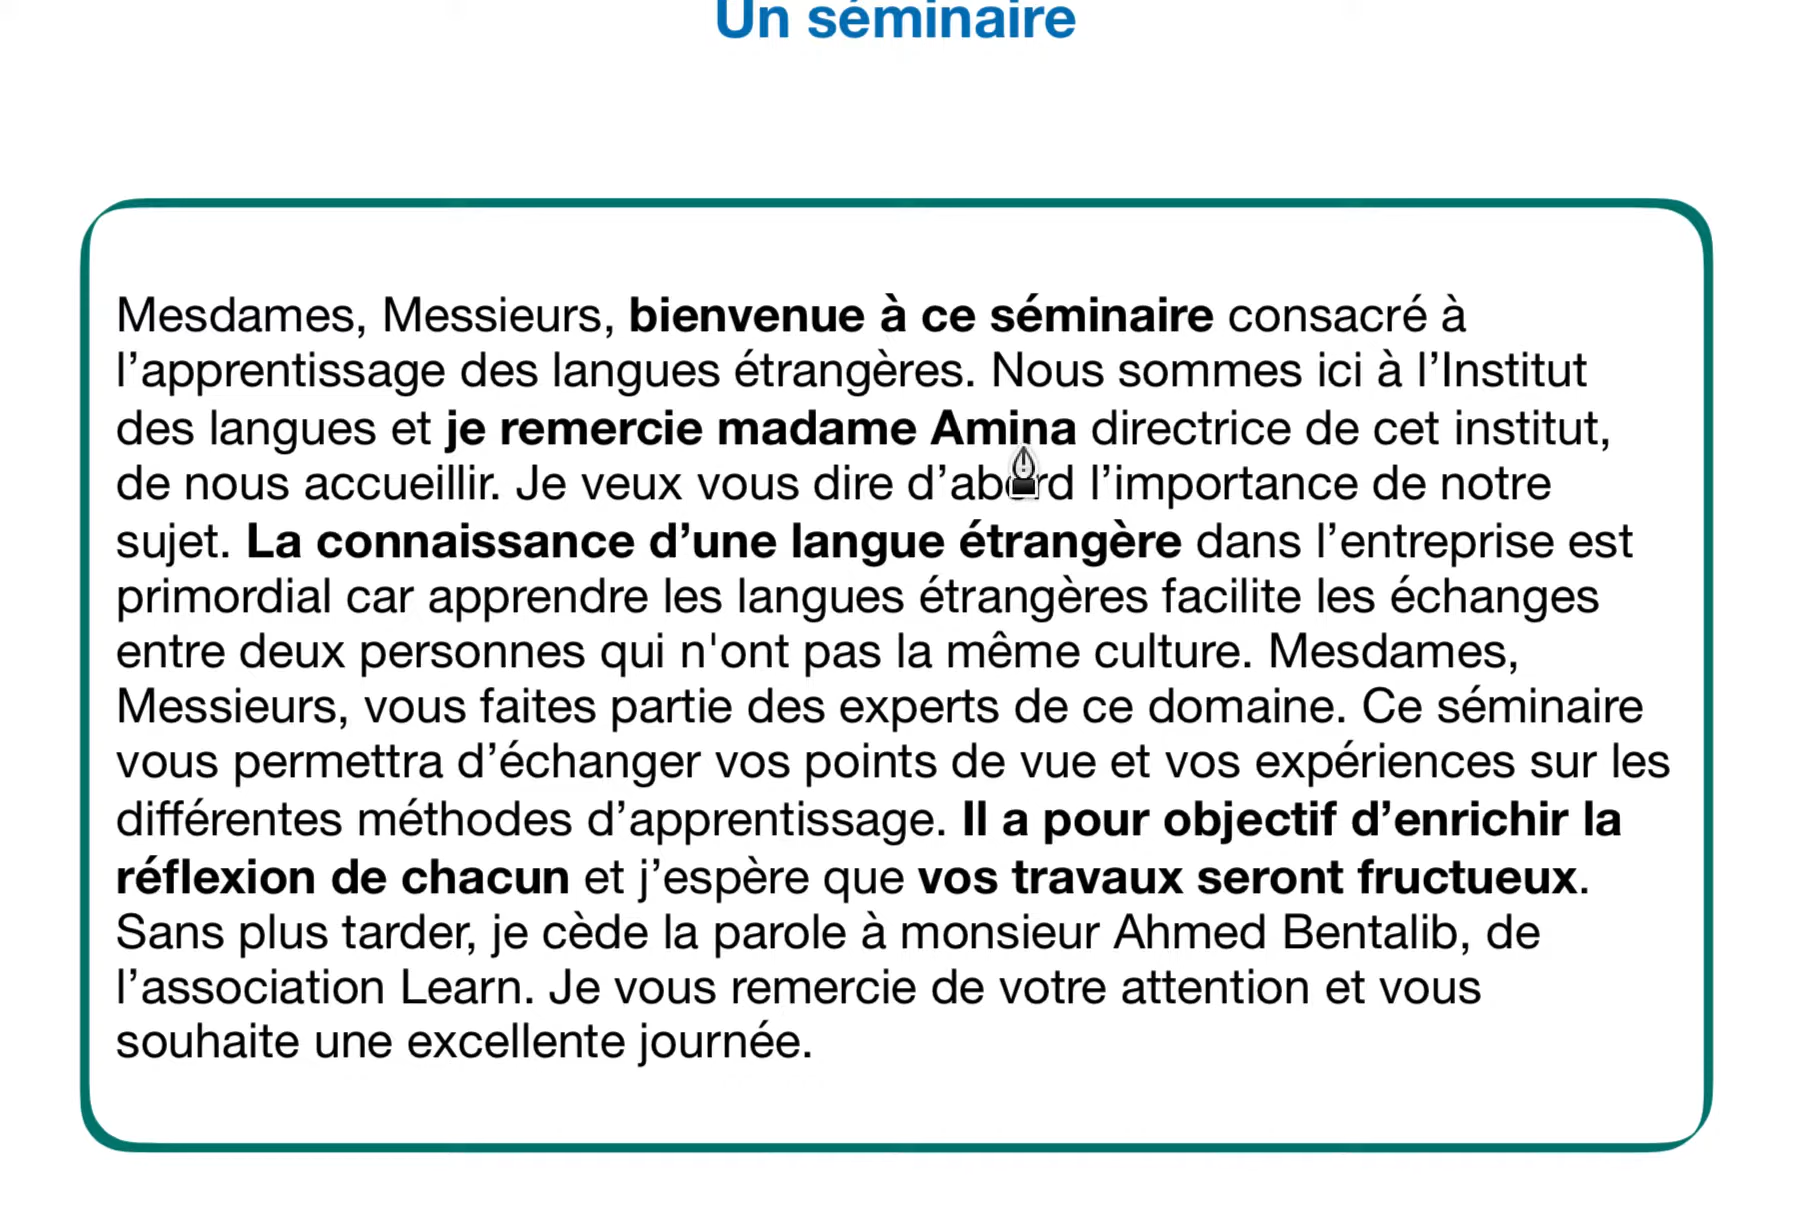 Un séminaire
Mesdames, Messieurs, bienvenue à ce séminaire consacré à
l’apprentissage des langues étrangères. Nous sommes ici à l’Institut
des langues et je remercie madame Amina directrice de cet institut,
de nous accueillir. Je veux vous dire d’abord l’importance de notre
sujet. La connaissance d’une langue étrangère dans l’entreprise est
primordial car apprendre les langues étrangères facilite les échanges
entre deux personnes qui n'ont pas la même culture. Mesdames,
Messieurs, vous faites partie des experts de ce domaine. Ce séminaire
vous permettra d’échanger vos points de vue et vos expériences sur les
différentes méthodes d’apprentissage. Il a pour objectif d’enrichir la
réflexion de chacun et j’espère que vos travaux seront fructueux.
Sans plus tarder, je cède la parole à monsieur Ahmed Bentalib, de
l’association Learn. Je vous remercie de votre attention et vous
souhaite une excellente journée.